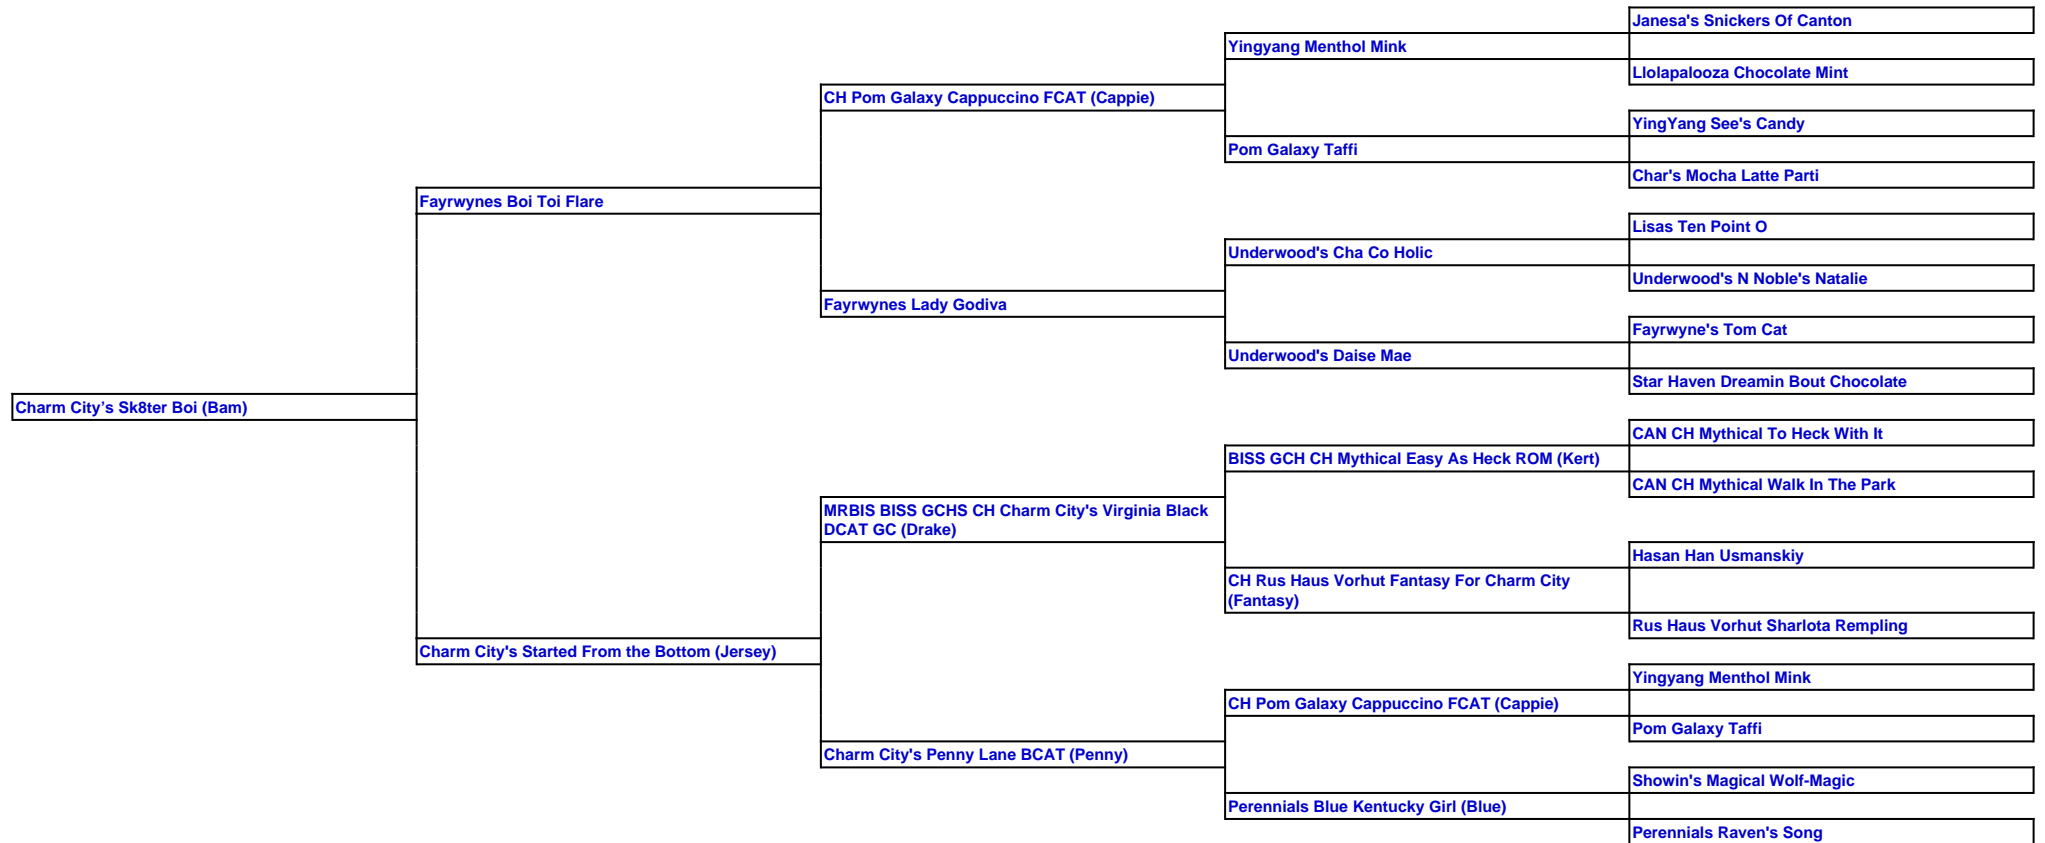 Janesa's Snickers Of Canton
Yingyang Menthol Mink
Llolapalooza Chocolate Mint
CH Pom Galaxy Cappuccino FCAT (Cappie)
YingYang See's Candy
Pom Galaxy Taffi
Char's Mocha Latte Parti
Fayrwynes Boi Toi Flare
Lisas Ten Point O
Underwood's Cha Co Holic
Underwood's N Noble's Natalie
Fayrwynes Lady Godiva
Fayrwyne's Tom Cat
Underwood's Daise Mae
Star Haven Dreamin Bout Chocolate
Charm City’s Sk8ter Boi (Bam)
CAN CH Mythical To Heck With It
BISS GCH CH Mythical Easy As Heck ROM (Kert)
CAN CH Mythical Walk In The Park
MRBIS BISS GCHS CH Charm City's Virginia Black
DCAT GC (Drake)
Hasan Han Usmanskiy
CH Rus Haus Vorhut Fantasy For Charm City
(Fantasy)
Rus Haus Vorhut Sharlota Rempling
Charm City's Started From the Bottom (Jersey)
Yingyang Menthol Mink
CH Pom Galaxy Cappuccino FCAT (Cappie)
Pom Galaxy Taffi
Charm City's Penny Lane BCAT (Penny)
Showin's Magical Wolf-Magic
Perennials Blue Kentucky Girl (Blue)
Perennials Raven's Song